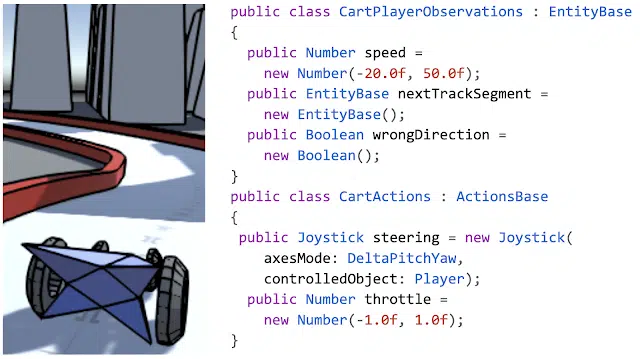 public class CartPlayerObservations : EntityBase
{
  public Number speed =
    new Number(-20.0f, 50.0f);
  public EntityBase nextTrackSegment =
    new EntityBase();
  public Boolean wrongDirection =
    new Boolean();
}
public class CartActions : ActionsBase
{
 public Joystick steering = new Joystick(
    axesMode: DeltaPitchYaw,
    controlledObject: Player);
  public Number throttle =
    new Number(-1.0f, 1.0f);
}